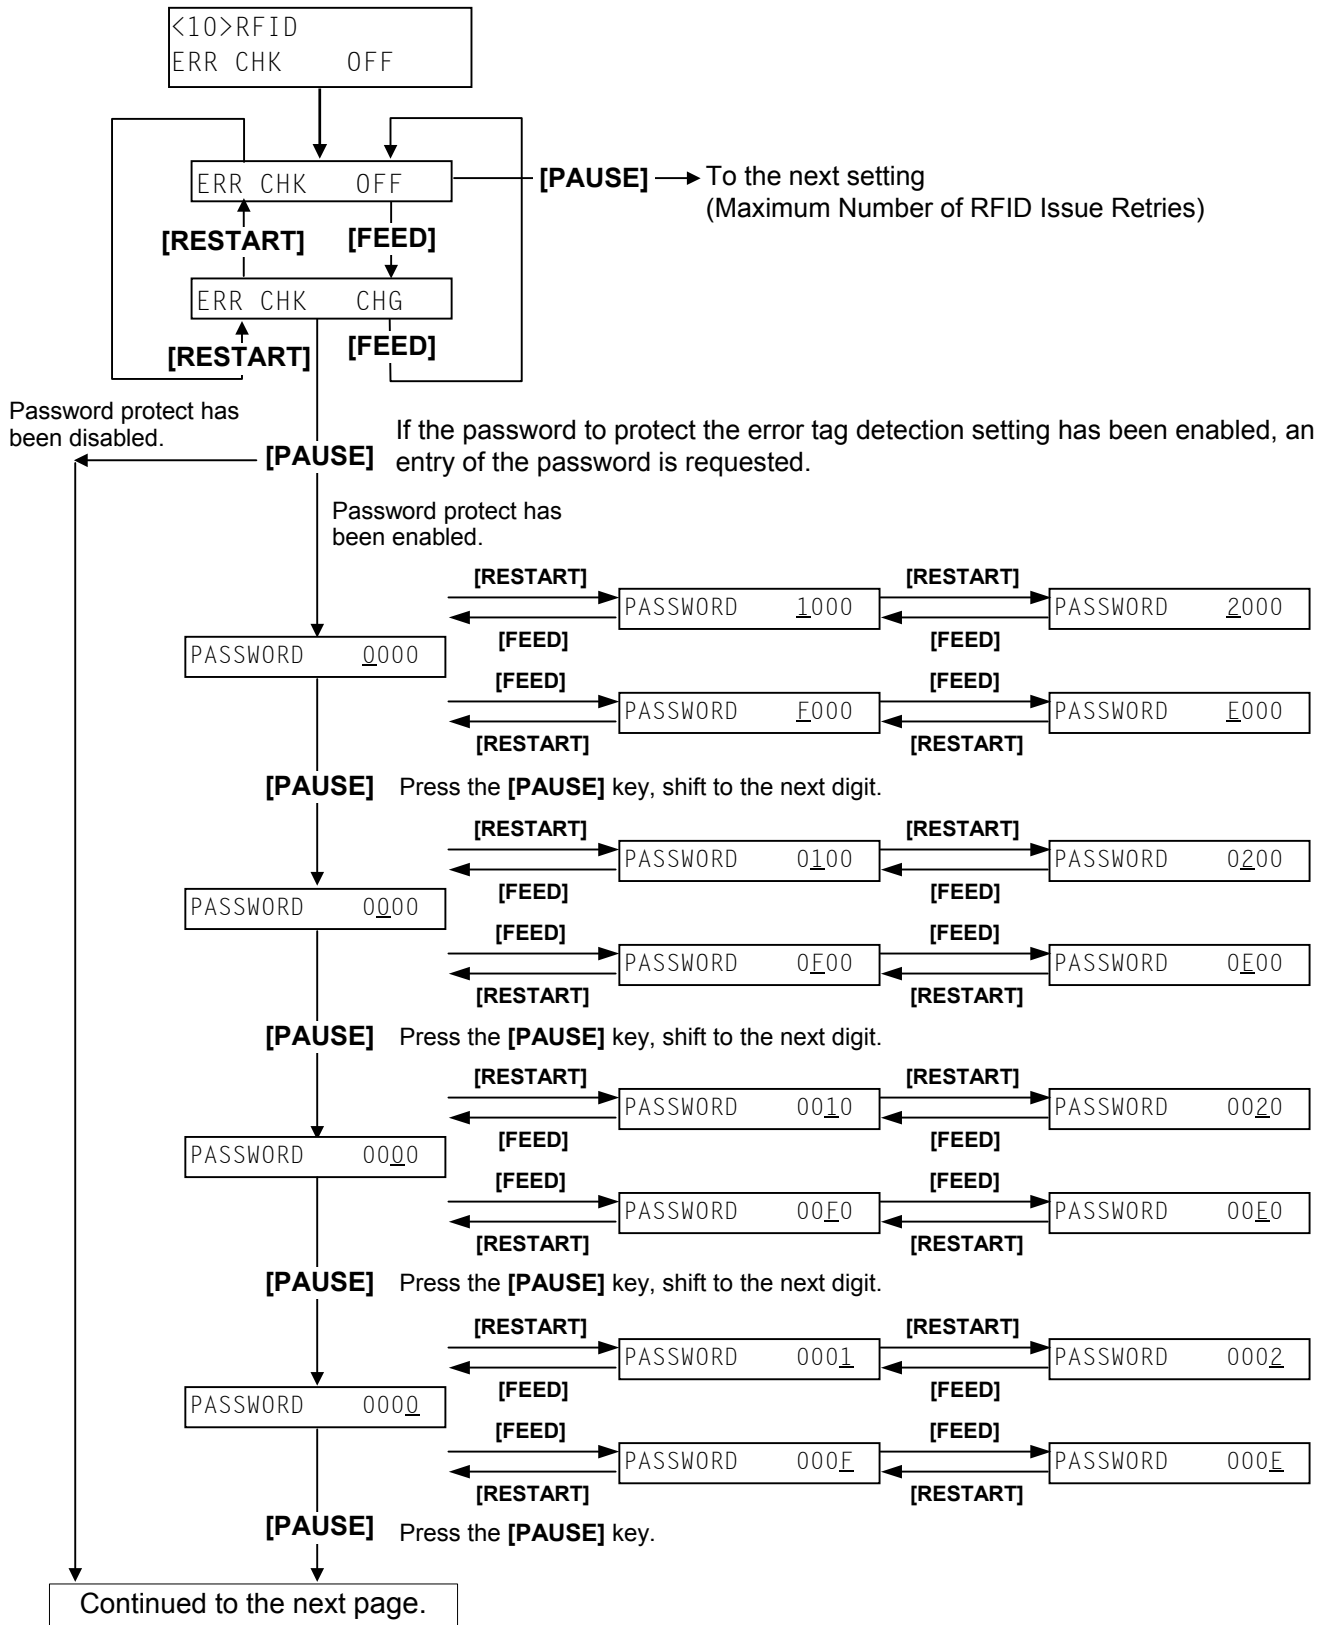 <10>RFID
ERR CHK OFF
ERR CHK OFF
[PAUSE]
To the next setting
(Maximum Number of RFID Issue Retries)
[RESTART]
[FEED]
ERR CHK CHG
[RESTART]
[FEED]
Password protect has
been disabled.
[PAUSE]
If the password to protect the error tag detection setting has been enabled, an
entry of the password is requested.
Password protect has
been enabled.
[RESTART]
[RESTART]
PASSWORD 1000
PASSWORD 2000
[FEED]
[FEED]
PASSWORD 0000
[FEED]
[FEED]
PASSWORD F000
PASSWORD E000
[RESTART]
[RESTART]
[PAUSE]
Press the [PAUSE] key, shift to the next digit.
[RESTART]
[RESTART]
PASSWORD 0100
PASSWORD 0200
[FEED]
[FEED]
PASSWORD 0000
[FEED]
[FEED]
PASSWORD 0F00
PASSWORD 0E00
[RESTART]
[RESTART]
[PAUSE]
Press the [PAUSE] key, shift to the next digit.
[RESTART]
[RESTART]
PASSWORD 0010
PASSWORD 0020
[FEED]
[FEED]
PASSWORD 0000
[FEED]
[FEED]
PASSWORD 00F0
PASSWORD 00E0
[RESTART]
[RESTART]
[PAUSE]
Press the [PAUSE] key, shift to the next digit.
[RESTART]
[RESTART]
PASSWORD 0001
PASSWORD 0002
[FEED]
[FEED]
PASSWORD 0000
[FEED]
[FEED]
PASSWORD 000F
PASSWORD 000E
[RESTART]
[RESTART]
[PAUSE]
Press the [PAUSE] key.
Continued to the next page.